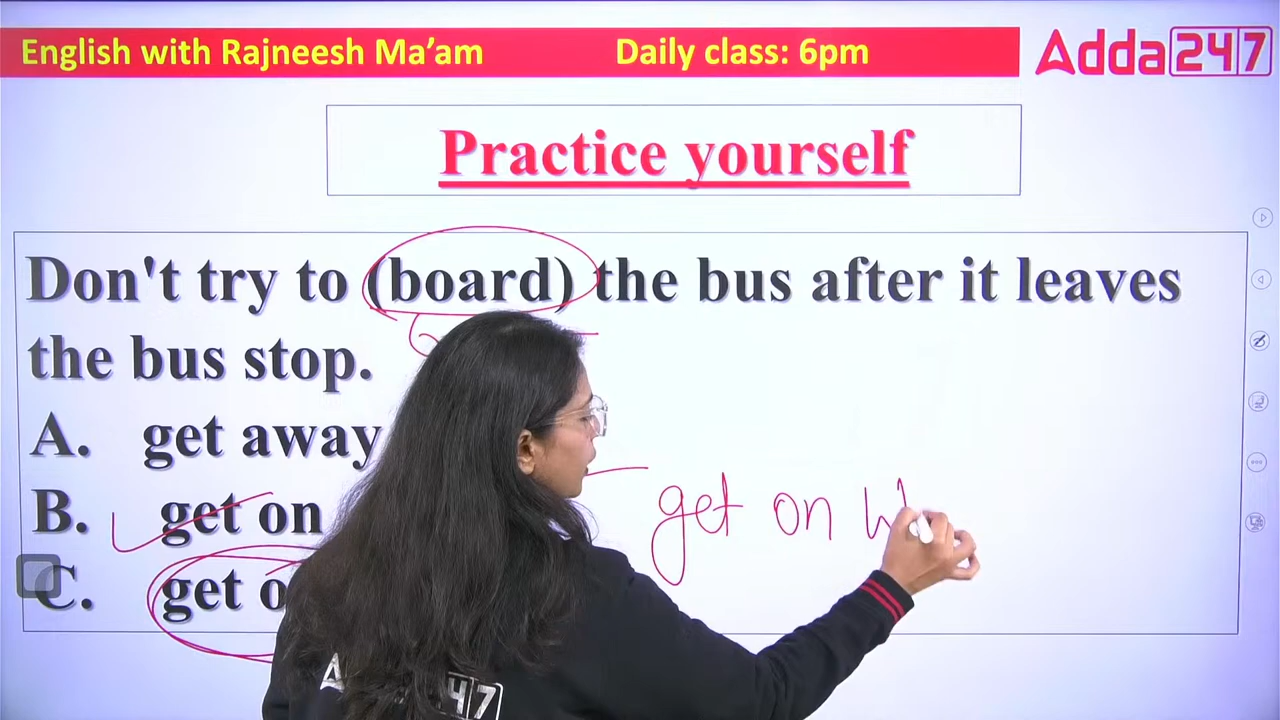 English with Rajneesh Ma'am Daily class: 6pm
Adda247
Practice yourself
Don't try to (board) the bus after it leaves
the bus stop.
A. get away
B. get on
get on
C. get